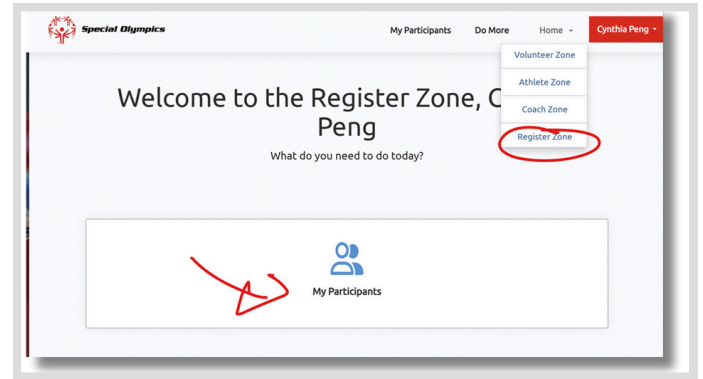 Special Olympics
My Participants Do More Home Cynthia Peng
Volunteer Zone
Athlete Zone
Coach Zone
Register Zone
Welcome to the Register Zone, C
Peng
What do you need to do today?
My Participants